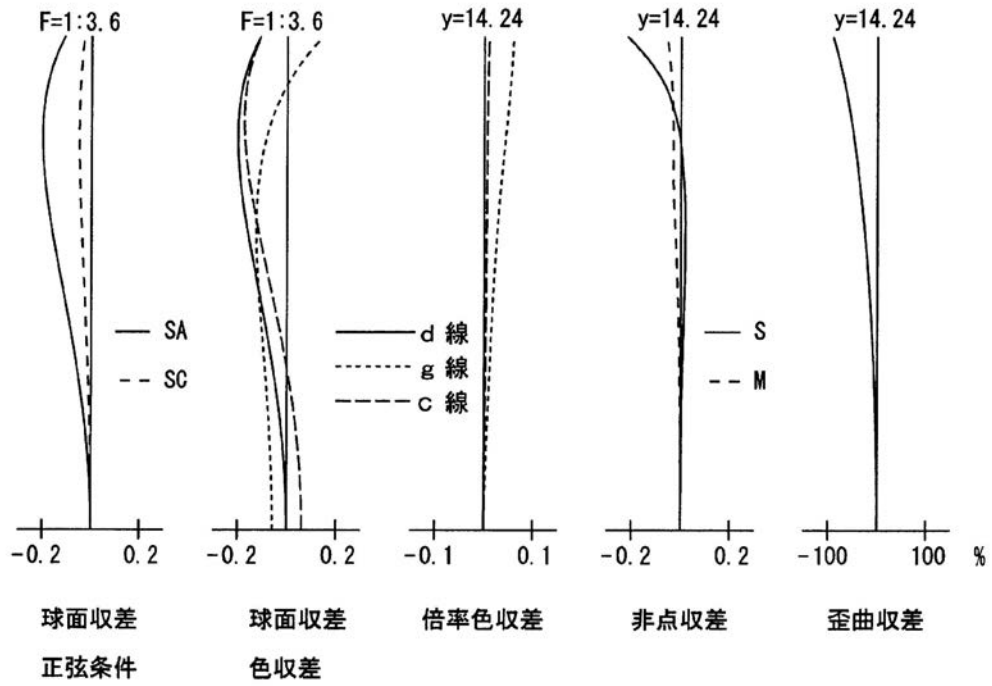 F=1:3.6
F=1:3.6
y=14.24
y=14.24
y=14.24
SA
SC
d 線
g 線
c 線
S
M
-0.2 0.2
-0.2 0.2
-0.1 0.1
-0.2 0.2
-100 100 %
球面収差
正弦条件
球面収差
色収差
倍率色収差
非点収差
歪曲収差